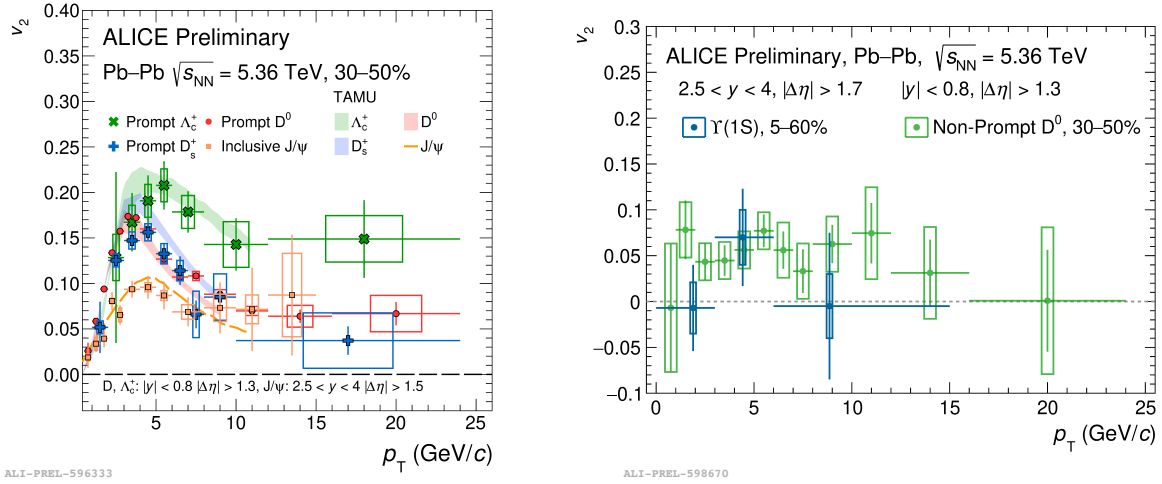 v₂
0.40
0.35
0.30
0.25
0.20
0.15
0.10
0.05
0.00
ALICE Preliminary
Pb–Pb √sNN = 5.36 TeV, 30–50%
TAMU
Prompt Λc⁺ Prompt D⁰ Λc⁺ D⁰
Prompt Ds⁺ Inclusive J/ψ Ds⁺ J/ψ
D, Λc⁺: |y| < 0.8 |Δη| > 1.3, J/ψ: 2.5 < y < 4 |Δη| > 1.5
5 10 15 20 25
pT (GeV/c)
ALI-PREL-596333
v₂
0.3
0.25
0.2
0.15
0.1
0.05
0
−0.05
−0.1
ALICE Preliminary, Pb–Pb, √sNN = 5.36 TeV
2.5 < y < 4, |Δη| > 1.7 |y| < 0.8, |Δη| > 1.3
ϒ(1S), 5–60% Non-Prompt D⁰, 30–50%
0 5 10 15 20 25
pT (GeV/c)
ALI-PREL-598670